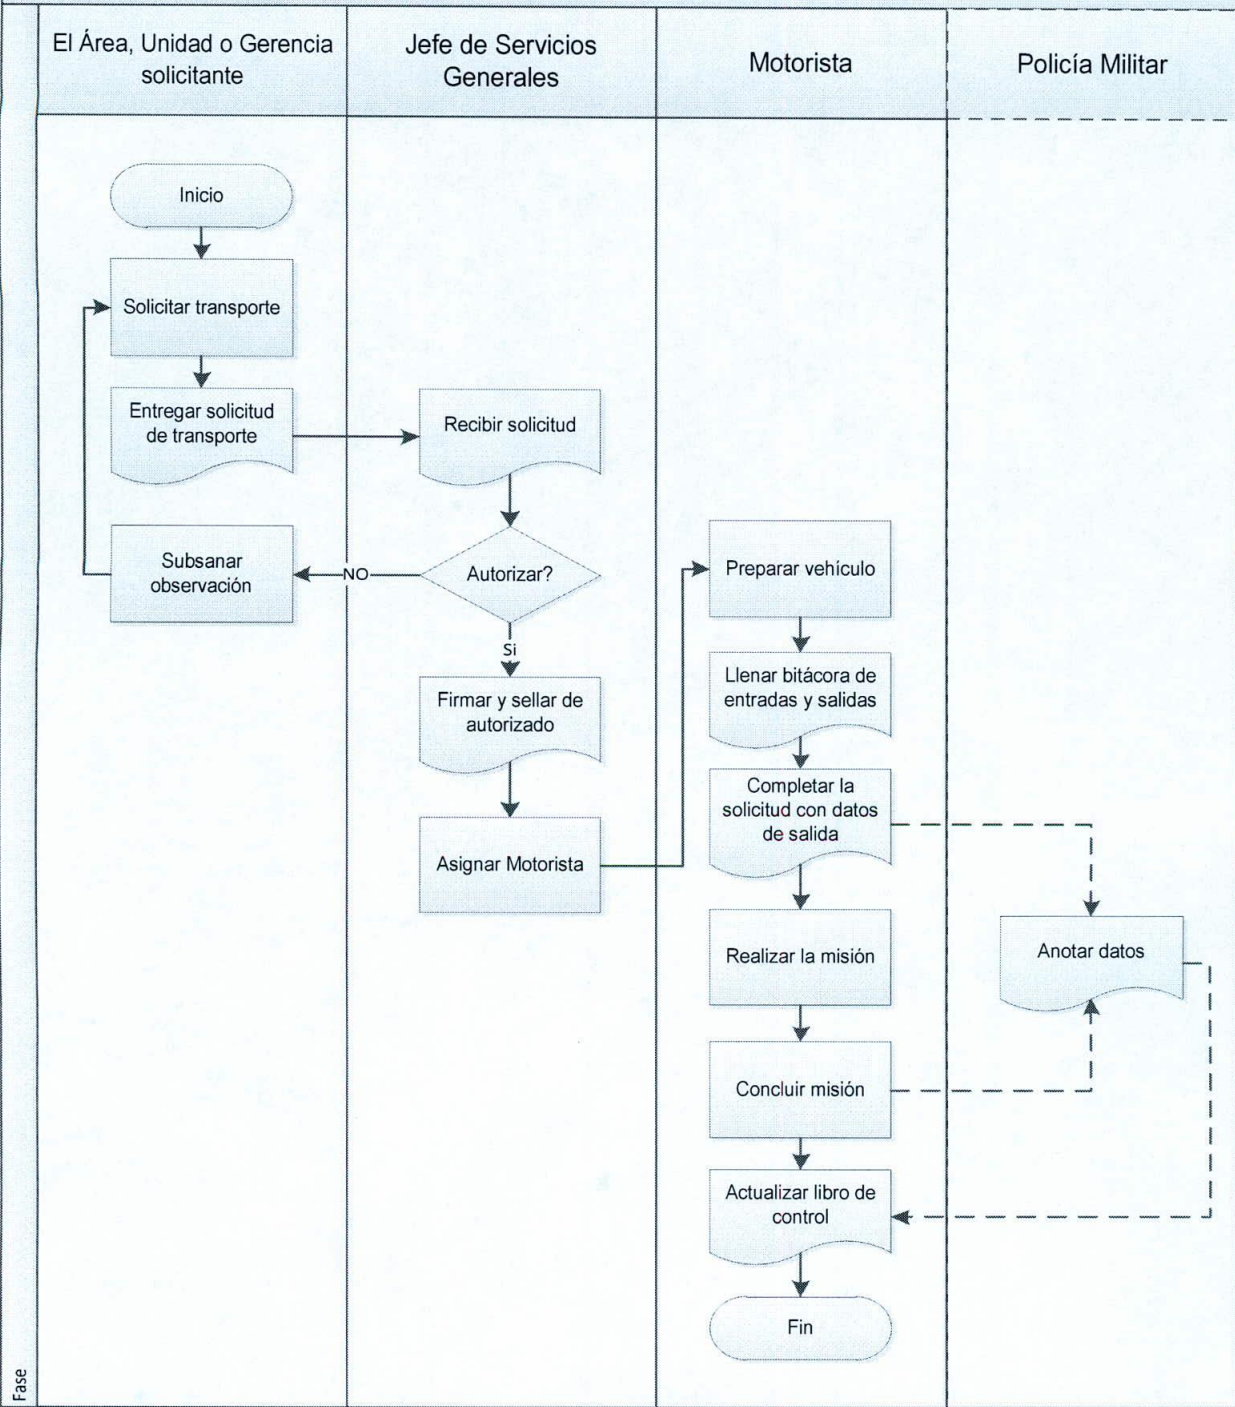 El Área, Unidad o Gerencia
solicitante
Jefe de Servicios
Generales
Motorista
Policía Militar
Inicio
Solicitar transporte
Entregar solicitud
de transporte
Recibir solicitud
Subsanar
observación
NO
Autorizar?
Si
Firmar y sellar de
autorizado
Asignar Motorista
Preparar vehículo
Llenar bitácora de
entradas y salidas
Completar la
solicitud con datos
de salida
Realizar la misión
Anotar datos
Concluir misión
Actualizar libro de
control
Fin
Fase